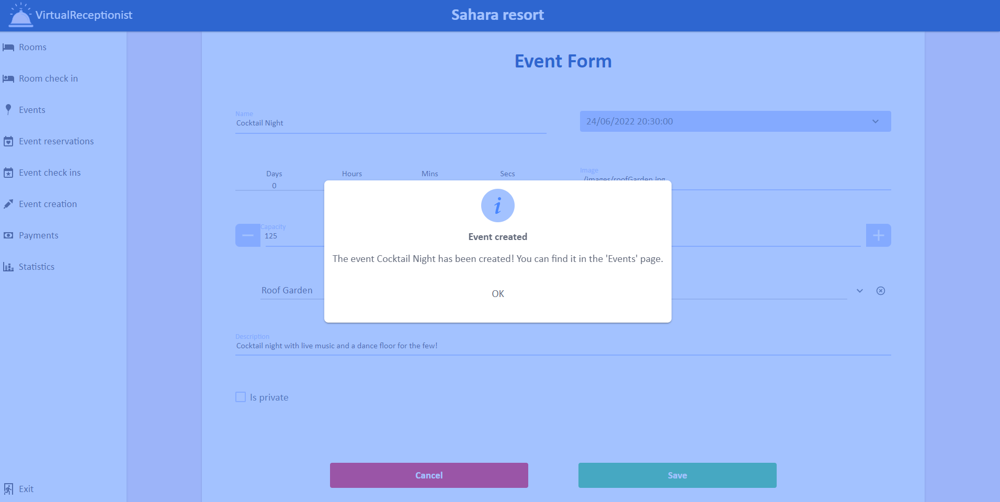 VirtualReceptionist
Sahara resort
Rooms
Room check in
Events
Event reservations
Event check ins
Event creation
Payments
Statistics
Exit
Event Form
Name
Cocktail Night
24/06/2022 20:30:00
Days Hours Mins Secs
0
Image
./images/roofGarden.jpg
Capacity
125
Roof Garden
i
Event created
The event Cocktail Night has been created! You can find it in the 'Events' page.
OK
Description
Cocktail night with live music and a dance floor for the few!
Is private
Cancel
Save